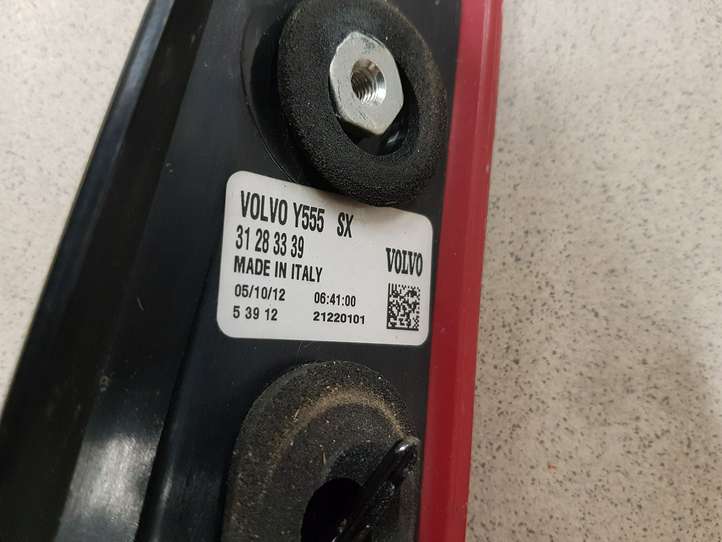 VOLVO Y555 SX
31 28 33 39
MADE IN ITALY
VOLVO
05/10/12 06:41:00
5 39 12 21220101